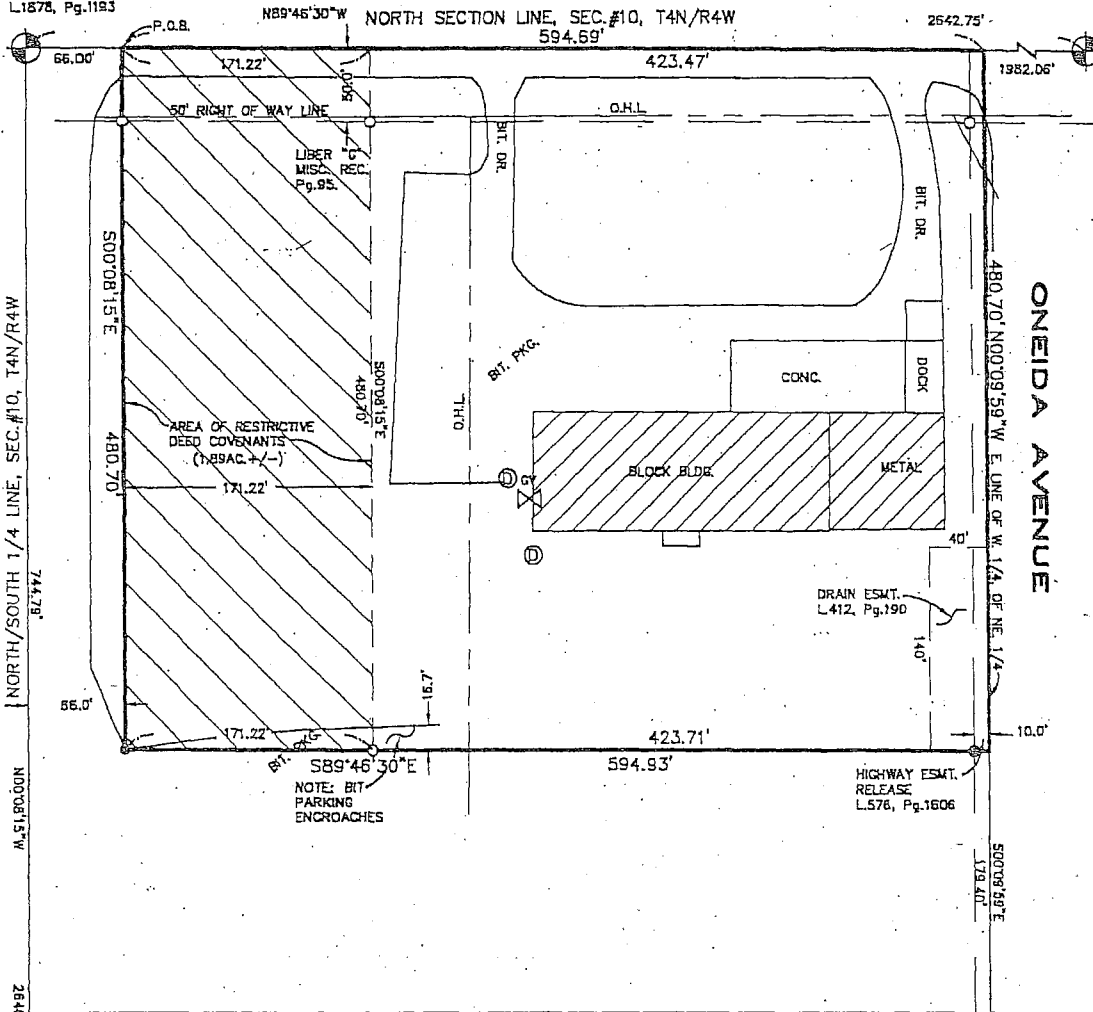 L.1878, Pg.1193
P.O.B.
N89°46'30"W
NORTH SECTION LINE, SEC.#10, T4N/R4W
594.69'
2642.75'
66.00'
171.22'
50.0'
423.47'
1982.06'
50' RIGHT OF WAY LINE
O.H.L.
LIBER "G"
MISC. REC.
Pg.95.
BIT. DR.
BIT. DR.
S00°08'15"E
480.70'
S00°08'15"E
480.70'
O.H.L.
BIT. PKG.
CONC.
DOCK
480.70' N00°09'59"W E. LINE OF W. 1/4, OF NE. 1/4
ONEIDA AVENUE
NORTH/SOUTH 1/4 LINE, SEC.#10, T4N/R4W
744.79'
AREA OF RESTRICTIVE
DEED COVENANTS
(1.89AC.+/-)
171.22'
D
GV
BLOCK BLDG.
METAL
D
40'
DRAIN ESMT.
L.412, Pg.190
140'
66.0'
16.7'
171.22'
BIT. PKG.
423.71'
10.0'
S89°46'30"E
594.93'
NOTE: BIT
PARKING
ENCROACHES
HIGHWAY ESMT.
RELEASE
L.576, Pg.1606
N00°08'15"W
S00°09'59"E
179.40'